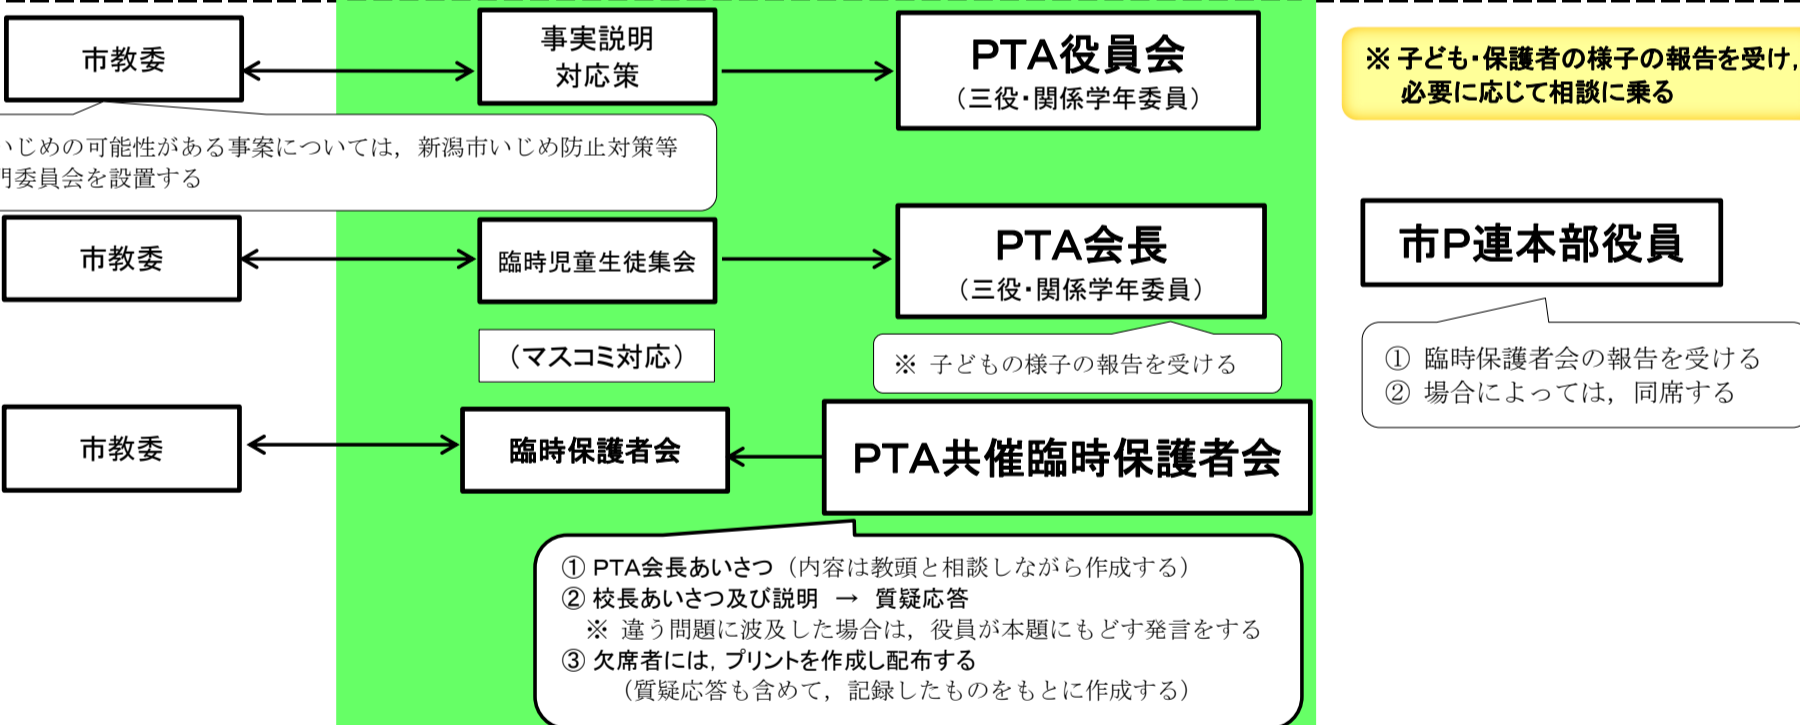 市教委
事実説明
対応策
PTA役員会
（三役・関係学年委員）
※ 子ども・保護者の様子の報告を受け，
必要に応じて相談に乗る
いじめの可能性がある事案については，新潟市いじめ防止対策等
門委員会を設置する
市教委
臨時児童生徒集会
PTA会長
（三役・関係学年委員）
市P連本部役員
（マスコミ対応）
※ 子どもの様子の報告を受ける
① 臨時保護者会の報告を受ける
② 場合によっては，同席する
市教委
臨時保護者会
PTA共催臨時保護者会
① PTA会長あいさつ（内容は教頭と相談しながら作成する）
② 校長あいさつ及び説明 → 質疑応答
※ 違う問題に波及した場合は，役員が本題にもどす発言をする
③ 欠席者には，プリントを作成し配布する
（質疑応答も含めて，記録したものをもとに作成する）